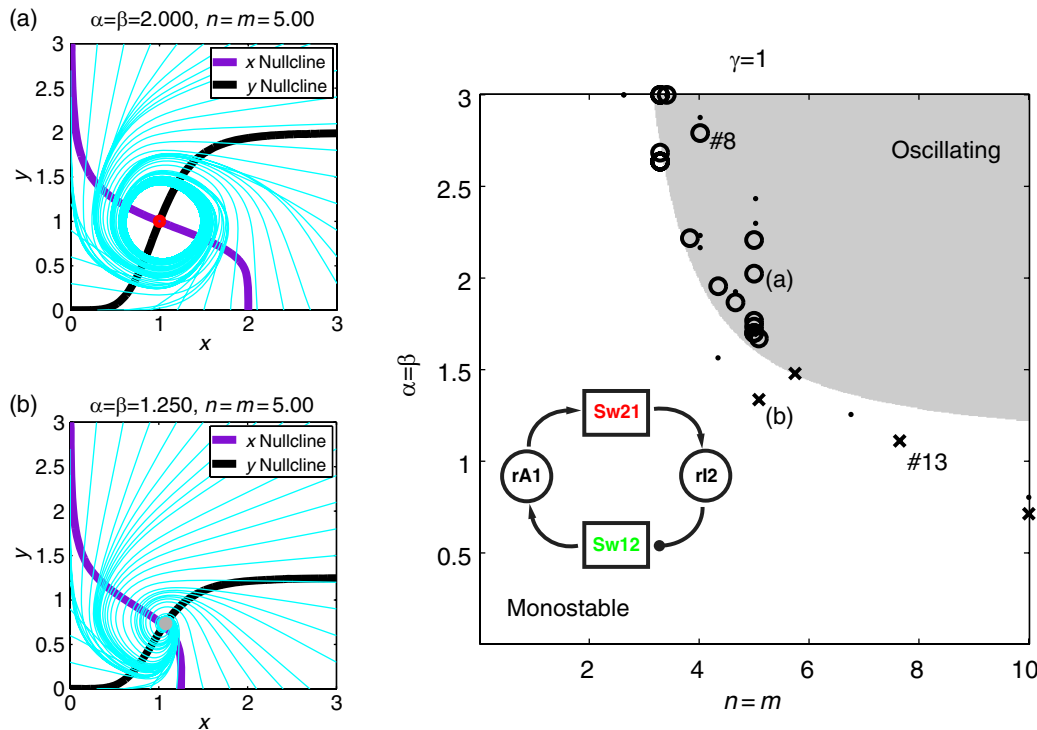 (a)
α=β=2.000, n=m=5.00
3
2.5
2
1.5
1
0.5
0
y
x Nullcline
y Nullcline
0
1
2
3
x
(b)
α=β=1.250, n=m=5.00
3
2.5
2
1.5
1
0.5
0
y
x Nullcline
y Nullcline
0
1
2
3
x
γ=1
3
2.5
2
1.5
1
0.5
α=β
Oscillating
#8
(a)
(b)
#13
Sw21
rA1
rI2
Sw12
Monostable
2
4
6
8
10
n=m